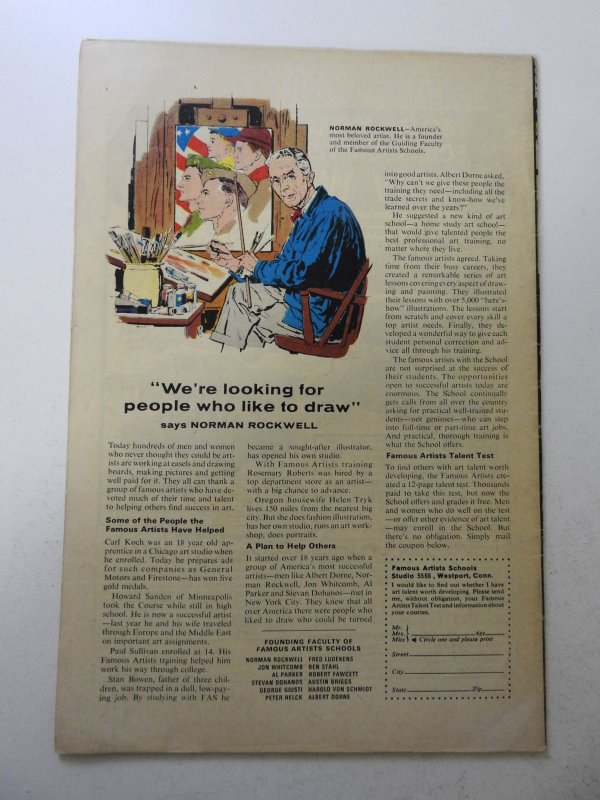 NORMAN ROCKWELL—America's
most beloved artist. He is a founder
and member of the Guiding Faculty
of the Famous Artists Schools.
"We're looking for
people who like to draw"
says NORMAN ROCKWELL
Today hundreds of men and women
who never thought they could be art-
ists are working at easels and drawing
boards, making pictures and getting
well paid for it. They all can thank a
group of famous artists who have de-
voted much of their time and talent
to helping others find success in art.
Some of the People the
Famous Artists Have Helped
Carl Koch was an 18 year old ap-
prentice in a Chicago art studio when
he enrolled. Today he prepares ads
for such companies as General
Motors and Firestone—has won five
gold medals.
Howard Sanden of Minneapolis
took the Course while still in high
school. He is now a successful artist
—last year he and his wife traveled
through Europe and the Middle East
on important art assignments.
Paul Sullivan enrolled at 14. His
Famous Artists training helped him
work his way through college.
Stan Bowen, father of three chil-
dren, was trapped in a dull, low-pay-
ing job. By studying with FAS he
became a sought-after illustrator,
has opened his own studio.
With Famous Artists training
Rosemary Roberts was hired by a
top department store as an artist—
with a big chance to advance.
Oregon housewife Helen Tryk
lives 150 miles from the nearest big
city. But she does fashion illustration,
has her own studio, runs an art work-
shop, does portraits.
A Plan to Help Others
It started over 18 years ago when a
group of America's most successful
artists—men like Albert Dorne, Nor-
man Rockwell, Jon Whitcomb, Al
Parker and Stevan Dohanos—met in
New York City. They knew that all
over America there were people who
liked to draw who could be turned
FOUNDING FACULTY OF
FAMOUS ARTISTS SCHOOLS
NORMAN ROCKWELL FRED LUDEKENS
JON WHITCOMB BEN STAHL
AL PARKER ROBERT FAWCETT
STEVAN DOHANOS AUSTIN BRIGGS
GEORGE GIUSTI HAROLD VON SCHMIDT
PETER HELCK ALBERT DORNE
into good artists. Albert Dorne asked,
"Why can't we give these people the
training they need—including all the
trade secrets and know-how we've
learned over the years?"
He suggested a new kind of art
school—a home study art school—
that would give talented people the
best professional art training, no
matter where they live.
The famous artists agreed. Taking
time from their busy careers, they
created a remarkable series of art
lessons covering every aspect of draw-
ing and painting. They illustrated
their lessons with over 5,000 "here's-
how" illustrations. The lessons start
from scratch and cover every skill a
top artist needs. Finally, they de-
veloped a wonderful way to give each
student personal correction and ad-
vice all through his training.
The famous artists with the School
are not surprised at the success of
their students. The opportunities
open to successful artists today are
enormous. The School continually
gets calls from all over the country
asking for practical well-trained stu-
dents—not geniuses—who can step
into full-time or part-time art jobs.
And practical, thorough training is
what the School offers.
Famous Artists Talent Test
To find others with art talent worth
developing, the Famous Artists cre-
ated a 12-page talent test. Thousands
paid to take this test, but now the
School offers and grades it free. Men
and women who do well on the test
—or offer other evidence of art talent
—may enroll in the School. But
there's no obligation. Simply mail
the coupon below.
Famous Artists Schools
Studio 5566, Westport, Conn.
I would like to find out whether I have
art talent worth developing. Please send
me, without obligation, your Famous
Artists Talent Test and information about
your courses.
Mr.
Mrs. Age
Miss Circle one and please print
Street
City
State Zip